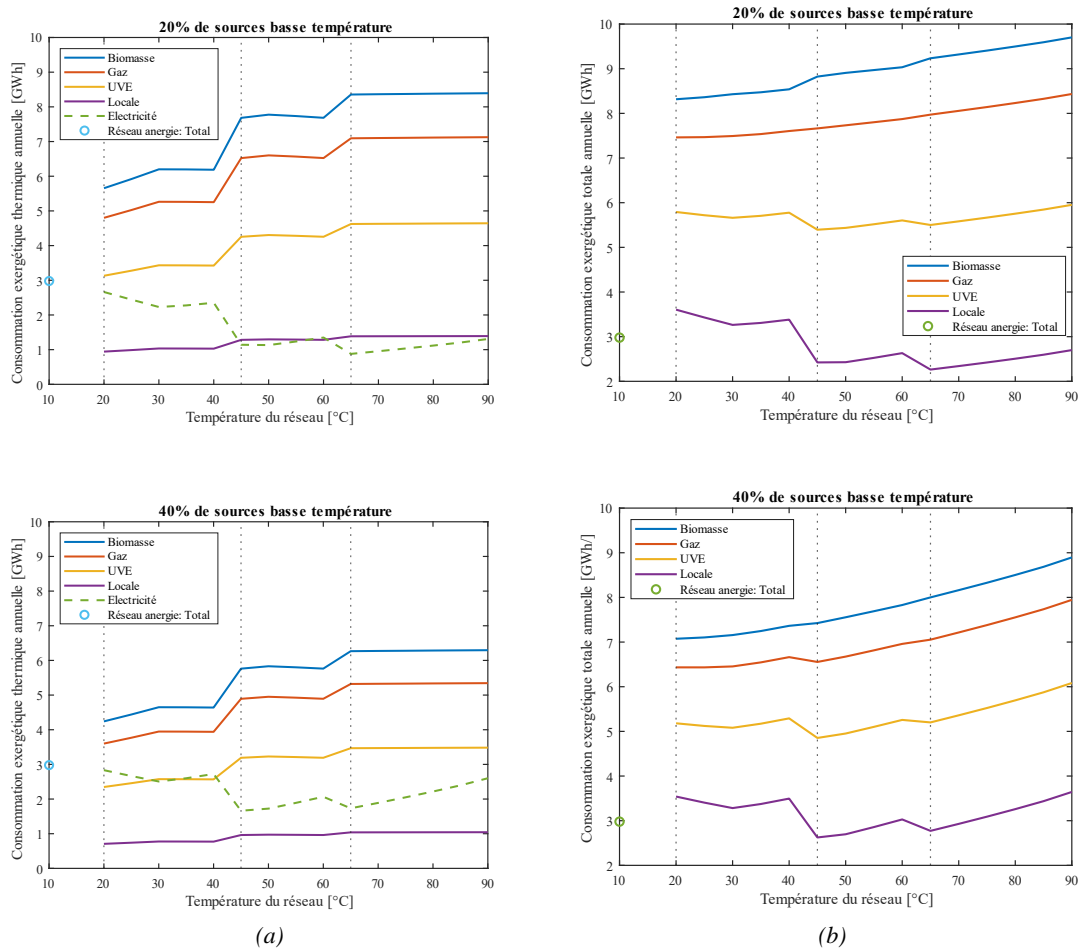 20% de sources basse température
Consommation exergétique thermique annuelle [GWh]
10
9
8
7
6
5
4
3
2
1
0
Biomasse
Gaz
UVE
Locale
Electricité
Réseau anergie: Total
10 20 30 40 50 60 70 80 90
Température du réseau [°C]
20% de sources basse température
Consommation exergétique totale annuelle [GWh]
10
9
8
7
6
5
4
3
2
Biomasse
Gaz
UVE
Locale
Réseau anergie: Total
10 20 30 40 50 60 70 80 90
Température du réseau [°C]
40% de sources basse température
Consommation exergétique thermique annuelle [GWh]
10
9
8
7
6
5
4
3
2
1
0
Biomasse
Gaz
UVE
Locale
Electricité
Réseau anergie: Total
10 20 30 40 50 60 70 80 90
Température du réseau [°C]
(a)
40% de sources basse température
Consommation exergétique totale annuelle [GWh/]
10
9
8
7
6
5
4
3
2
Biomasse
Gaz
UVE
Locale
Réseau anergie: Total
10 20 30 40 50 60 70 80 90
Température du réseau [°C]
(b)